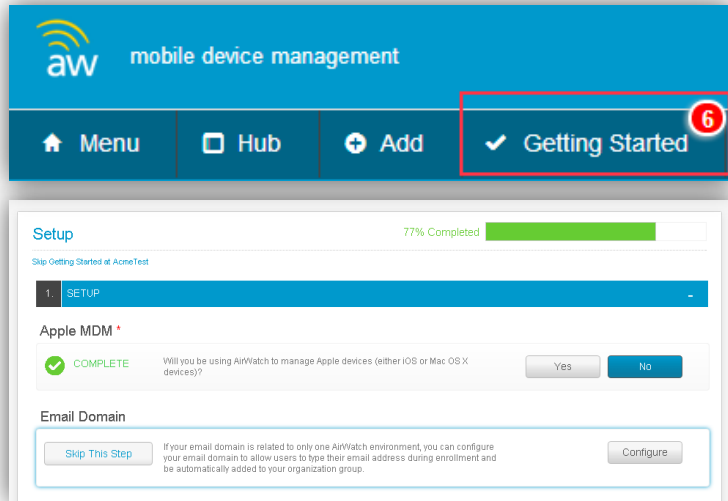 aw
mobile device management
Menu
Hub
Add
Getting Started
6
Setup
77% Completed
Skip Getting Started at AcmeTest
1. SETUP -
Apple MDM *
COMPLETE
Will you be using AirWatch to manage Apple devices (either iOS or Mac OS X
devices)?
Yes
No
Email Domain
Skip This Step
If your email domain is related to only one AirWatch environment, you can configure
your email domain to allow users to type their email address during enrollment and
be automatically added to your organization group.
Configure